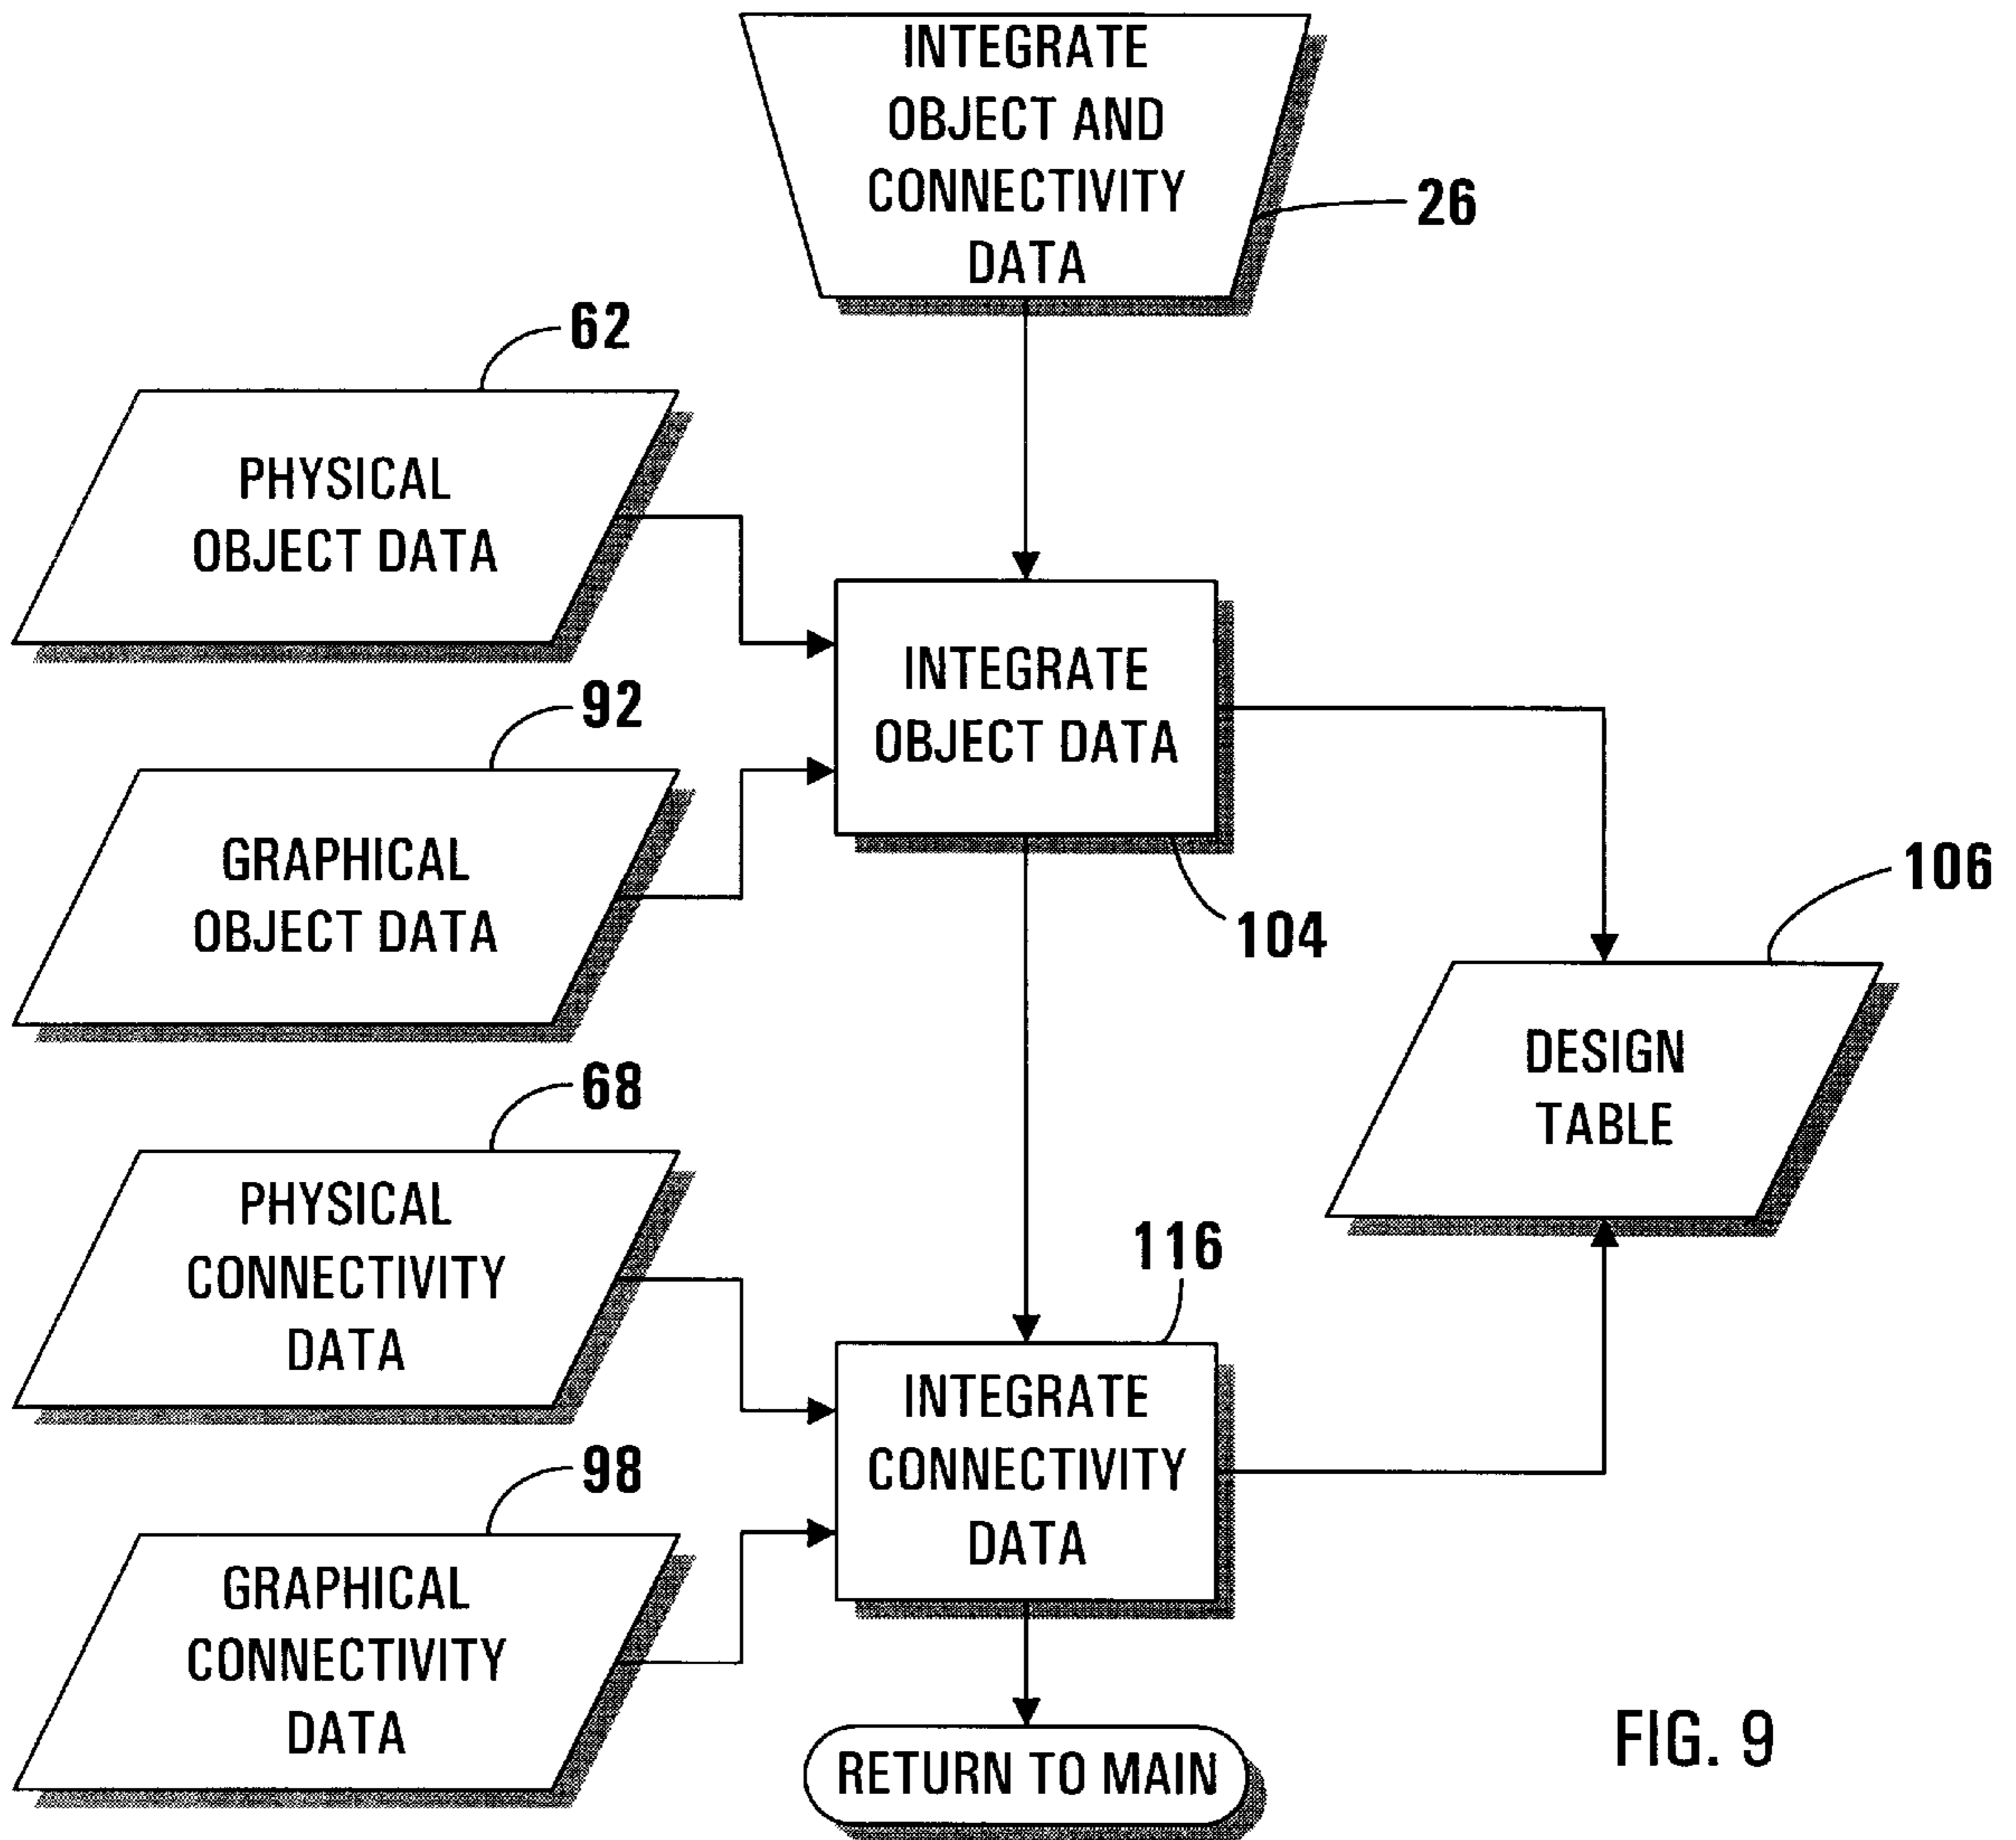 INTEGRATE
OBJECT AND
CONNECTIVITY
DATA
26
62
PHYSICAL
OBJECT DATA
92
GRAPHICAL
OBJECT DATA
INTEGRATE
OBJECT DATA
104
106
DESIGN
TABLE
68
PHYSICAL
CONNECTIVITY
DATA
116
INTEGRATE
CONNECTIVITY
DATA
98
GRAPHICAL
CONNECTIVITY
DATA
RETURN TO MAIN
FIG. 9